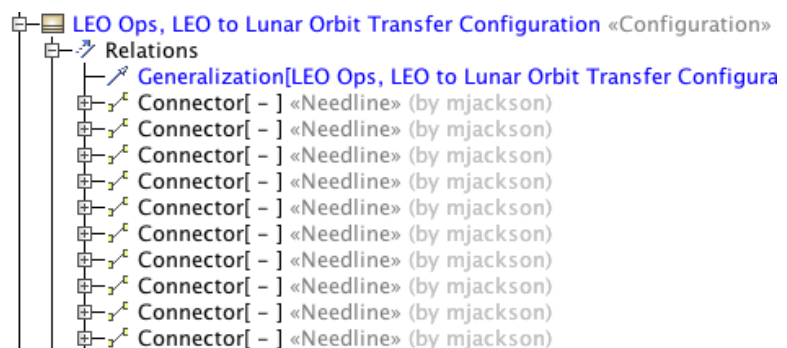 LEO Ops, LEO to Lunar Orbit Transfer Configuration «Configuration»
Relations
Generalization[LEO Ops, LEO to Lunar Orbit Transfer Configura
Connector[ – ] «Needline» (by mjackson)
Connector[ – ] «Needline» (by mjackson)
Connector[ – ] «Needline» (by mjackson)
Connector[ – ] «Needline» (by mjackson)
Connector[ – ] «Needline» (by mjackson)
Connector[ – ] «Needline» (by mjackson)
Connector[ – ] «Needline» (by mjackson)
Connector[ – ] «Needline» (by mjackson)
Connector[ – ] «Needline» (by mjackson)
Connector[ – ] «Needline» (by mjackson)